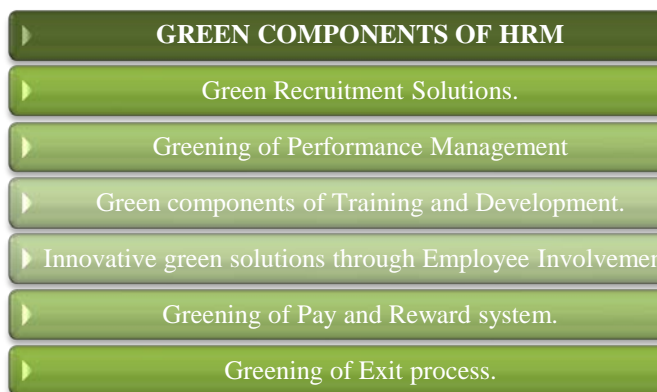 GREEN COMPONENTS OF HRM
Green Recruitment Solutions.
Greening of Performance Management
Green components of Training and Development.
Innovative green solutions through Employee Involvemen
Greening of Pay and Reward system.
Greening of Exit process.